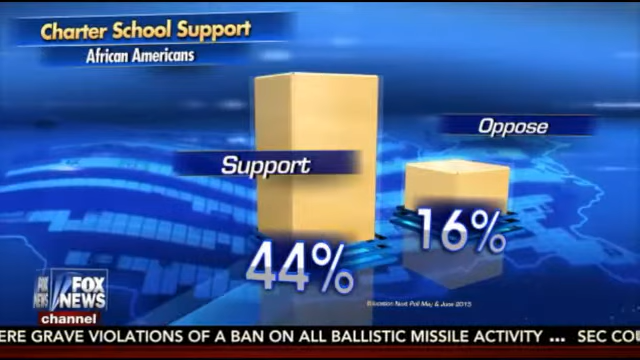 Charter School Support
African Americans
Oppose
Support
16%
44%
Education Next Poll May & June 2015
FOX
NEWS
channel
ERE GRAVE VIOLATIONS OF A BAN ON ALL BALLISTIC MISSILE ACTIVITY ... SEC CO